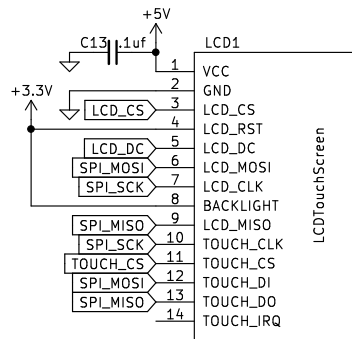 +5V
C13 .1uf LCD1
1 VCC
+3.3V 2 GND
LCD_CS 3 LCD_CS
4 LCD_RST
LCD_DC 5 LCD_DC
SPI_MOSI 6 LCD_MOSI
SPI_SCK 7 LCD_CLK
8 BACKLIGHT
SPI_MISO 9 LCD_MISO
SPI_SCK 10 TOUCH_CLK
TOUCH_CS 11 TOUCH_CS
SPI_MOSI 12 TOUCH_DI
SPI_MISO 13 TOUCH_DO
14 TOUCH_IRQ
LCDTouchScreen